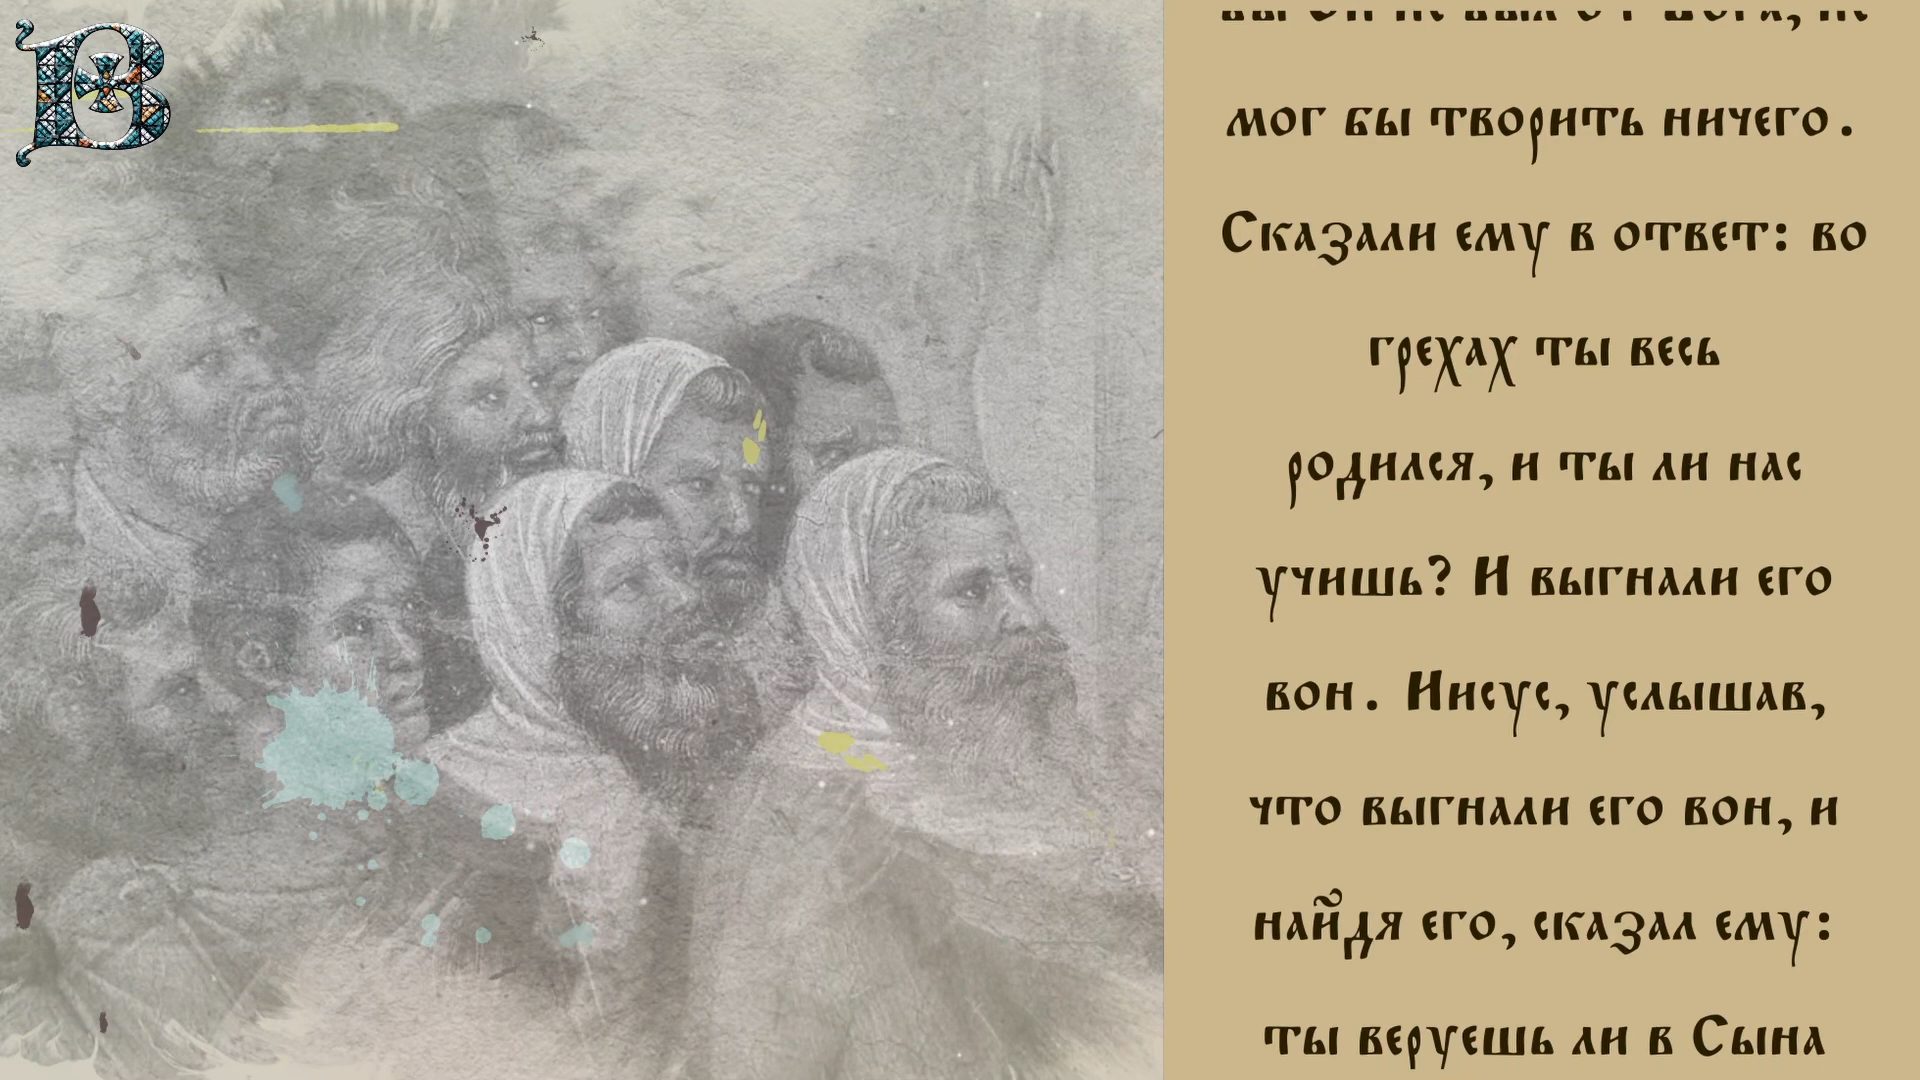 мог бы творить ничего.
Сказали ему в ответ: во
грехах ты весь
родился, и ты ли нас
учишь? И выгнали его
вон. Иисус, услышав,
что выгнали его вон, и
найдя его, сказал ему:
ты веруешь ли в Сына